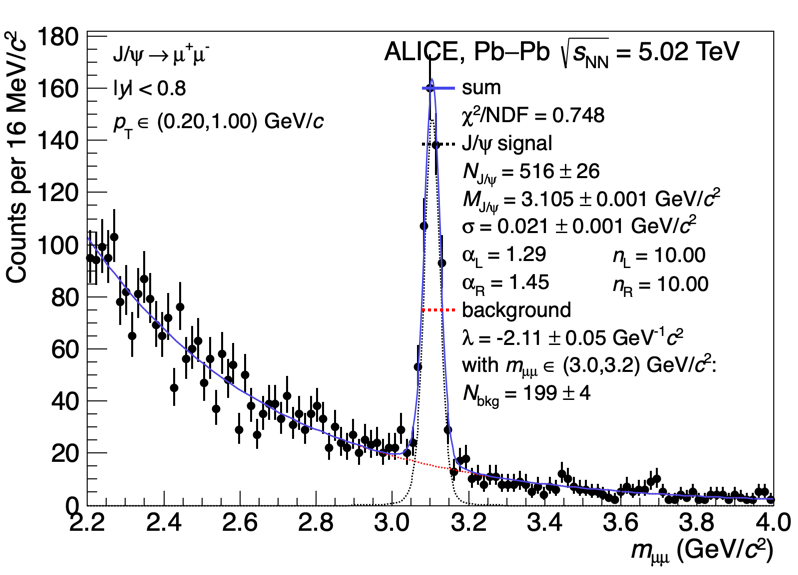 Counts per 16 MeV/c²
180
160
140
120
100
80
60
40
20
0
J/ψ → μ⁺μ⁻
|y| < 0.8
p_T ∈ (0.20,1.00) GeV/c
ALICE, Pb–Pb √s_NN = 5.02 TeV
sum
χ²/NDF = 0.748
J/ψ signal
N_J/ψ = 516 ± 26
M_J/ψ = 3.105 ± 0.001 GeV/c²
σ = 0.021 ± 0.001 GeV/c²
α_L = 1.29 n_L = 10.00
α_R = 1.45 n_R = 10.00
background
λ = -2.11 ± 0.05 GeV⁻¹c²
with m_μμ ∈ (3.0,3.2) GeV/c²:
N_bkg = 199 ± 4
2.2 2.4 2.6 2.8 3.0 3.2 3.4 3.6 3.8 4.0
m_μμ (GeV/c²)